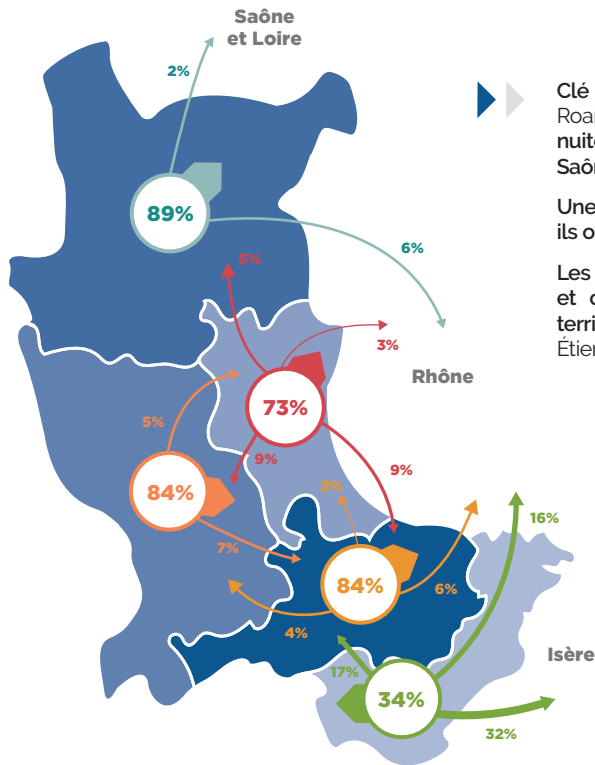 Saône
et Loire
2%
89%
6%
5%
3%
Rhône
73%
5%
9%
9%
84%
2%
7%
84%
6%
16%
4%
17%
Isère
34%
32%
Clé
Roan
nuit
Saôn
Une
ils o
Les
et
terri
Étien